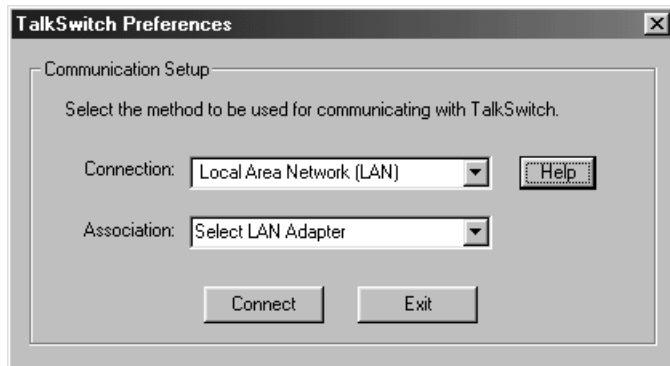 TalkSwitch Preferences
Communication Setup
Select the method to be used for communicating with TalkSwitch.
Connection: Local Area Network (LAN) Help
Association: Select LAN Adapter
Connect Exit